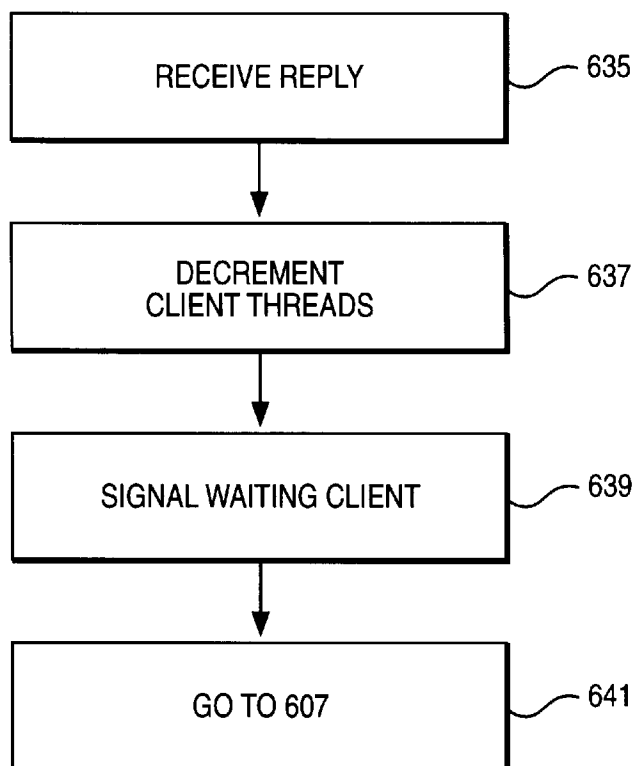 RECEIVE REPLY
635
DECREMENT
CLIENT THREADS
637
SIGNAL WAITING CLIENT
639
GO TO 607
641